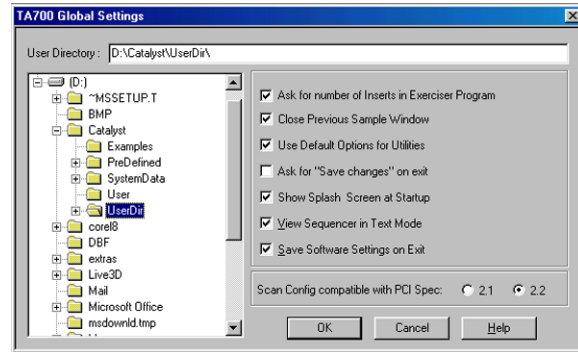 TA700 Global Settings
User Directory : D:\Catalyst\UserDir\
(D:)
~MSSETUP.T
BMP
Catalyst
Examples
PreDefined
SystemData
User
UserDir
corel8
DBF
extras
Live3D
Mail
Microsoft Office
msdownld.tmp
Ask for number of Inserts in Exerciser Program
Close Previous Sample Window
Use Default Options for Utilities
Ask for "Save changes" on exit
Show Splash Screen at Startup
View Sequencer in Text Mode
Save Software Settings on Exit
Scan Config compatible with PCI Spec: 2.1 2.2
OK Cancel Help